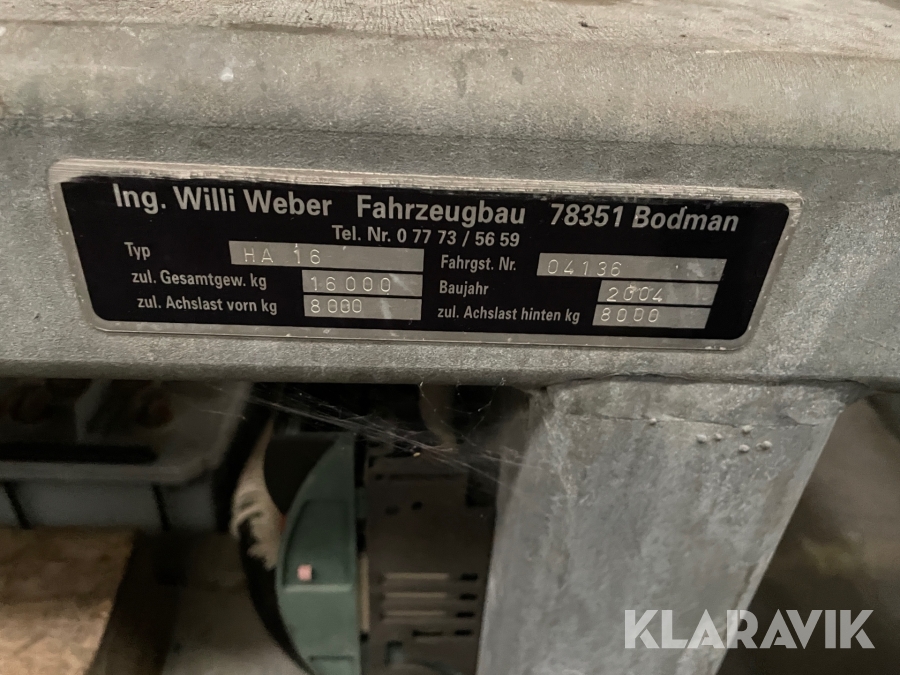 Ing. Willi Weber Fahrzeugbau 78351 Bodman
Tel. Nr. 0 77 73 / 56 59
Typ HA 16 Fahrgst. Nr. 04136
zul. Gesamtgew. kg 16000 Baujahr 2004
zul. Achslast vorn kg 8000 zul. Achslast hinten kg 8000
KLARAVIK